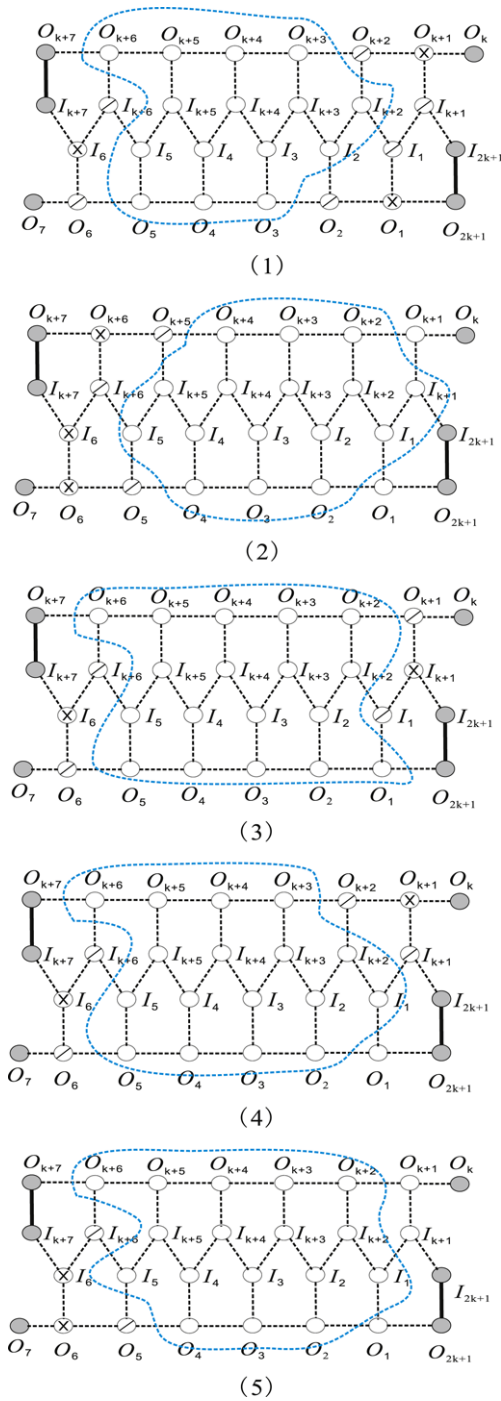 O_{k+7} O_{k+6} O_{k+5} O_{k+4} O_{k+3} O_{k+2} O_{k+1} O_k
I_{k+7} I_{k+6} I_{k+5} I_{k+4} I_{k+3} I_{k+2} I_{k+1}
I_6 I_5 I_4 I_3 I_2 I_1 I_{2k+1}
O_7 O_6 O_5 O_4 O_3 O_2 O_1 O_{2k+1}
(1)
O_{k+7} O_{k+6} O_{k+5} O_{k+4} O_{k+3} O_{k+2} O_{k+1} O_k
I_{k+7} I_{k+6} I_{k+5} I_{k+4} I_{k+3} I_{k+2} I_{k+1}
I_6 I_5 I_4 I_3 I_2 I_1 I_{2k+1}
O_7 O_6 O_5 O_4 O_3 O_2 O_1 O_{2k+1}
(2)
O_{k+7} O_{k+6} O_{k+5} O_{k+4} O_{k+3} O_{k+2} O_{k+1} O_k
I_{k+7} I_{k+6} I_{k+5} I_{k+4} I_{k+3} I_{k+2} I_{k+1}
I_6 I_5 I_4 I_3 I_2 I_1 I_{2k+1}
O_7 O_6 O_5 O_4 O_3 O_2 O_1 O_{2k+1}
(3)
O_{k+7} O_{k+6} O_{k+5} O_{k+4} O_{k+3} O_{k+2} O_{k+1} O_k
I_{k+7} I_{k+6} I_{k+5} I_{k+4} I_{k+3} I_{k+2} I_{k+1}
I_6 I_5 I_4 I_3 I_2 I_1 I_{2k+1}
O_7 O_6 O_5 O_4 O_3 O_2 O_1 O_{2k+1}
(4)
O_{k+7} O_{k+6} O_{k+5} O_{k+4} O_{k+3} O_{k+2} O_{k+1} O_k
I_{k+7} I_{k+6} I_{k+5} I_{k+4} I_{k+3} I_{k+2} I_{k+1}
I_6 I_5 I_4 I_3 I_2 I_1 I_{2k+1}
O_7 O_6 O_5 O_4 O_3 O_2 O_1 O_{2k+1}
(5)